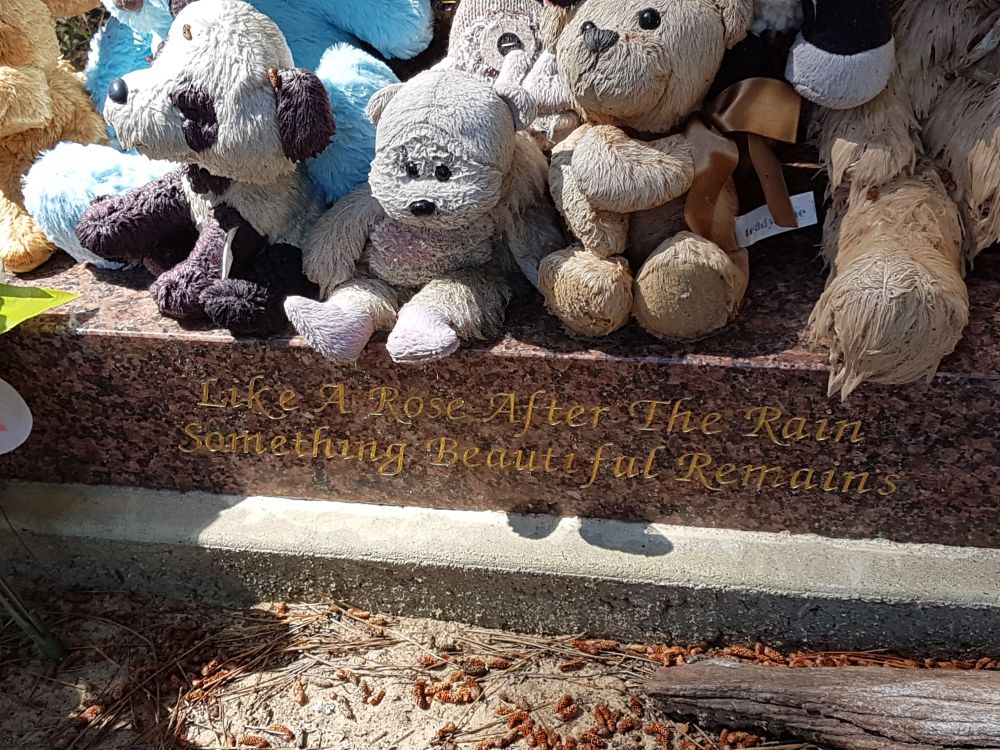 Like A Rose After The Rain
Something Beautiful Remains